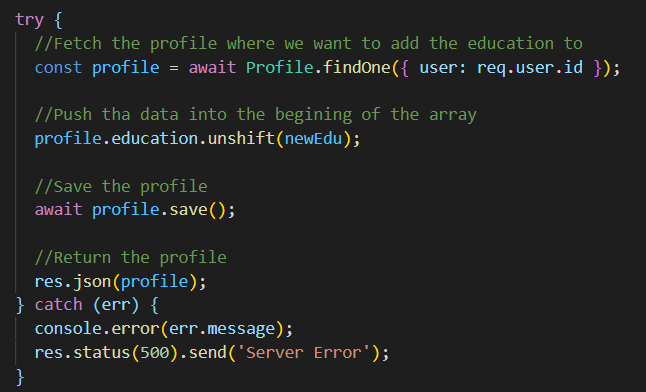 try {
//Fetch the profile where we want to add the education to
const profile = await Profile.findOne({ user: req.user.id });
//Push tha data into the begining of the array
profile.education.unshift(newEdu);
//Save the profile
await profile.save();
//Return the profile
res.json(profile);
} catch (err) {
console.error(err.message);
res.status(500).send('Server Error');
}